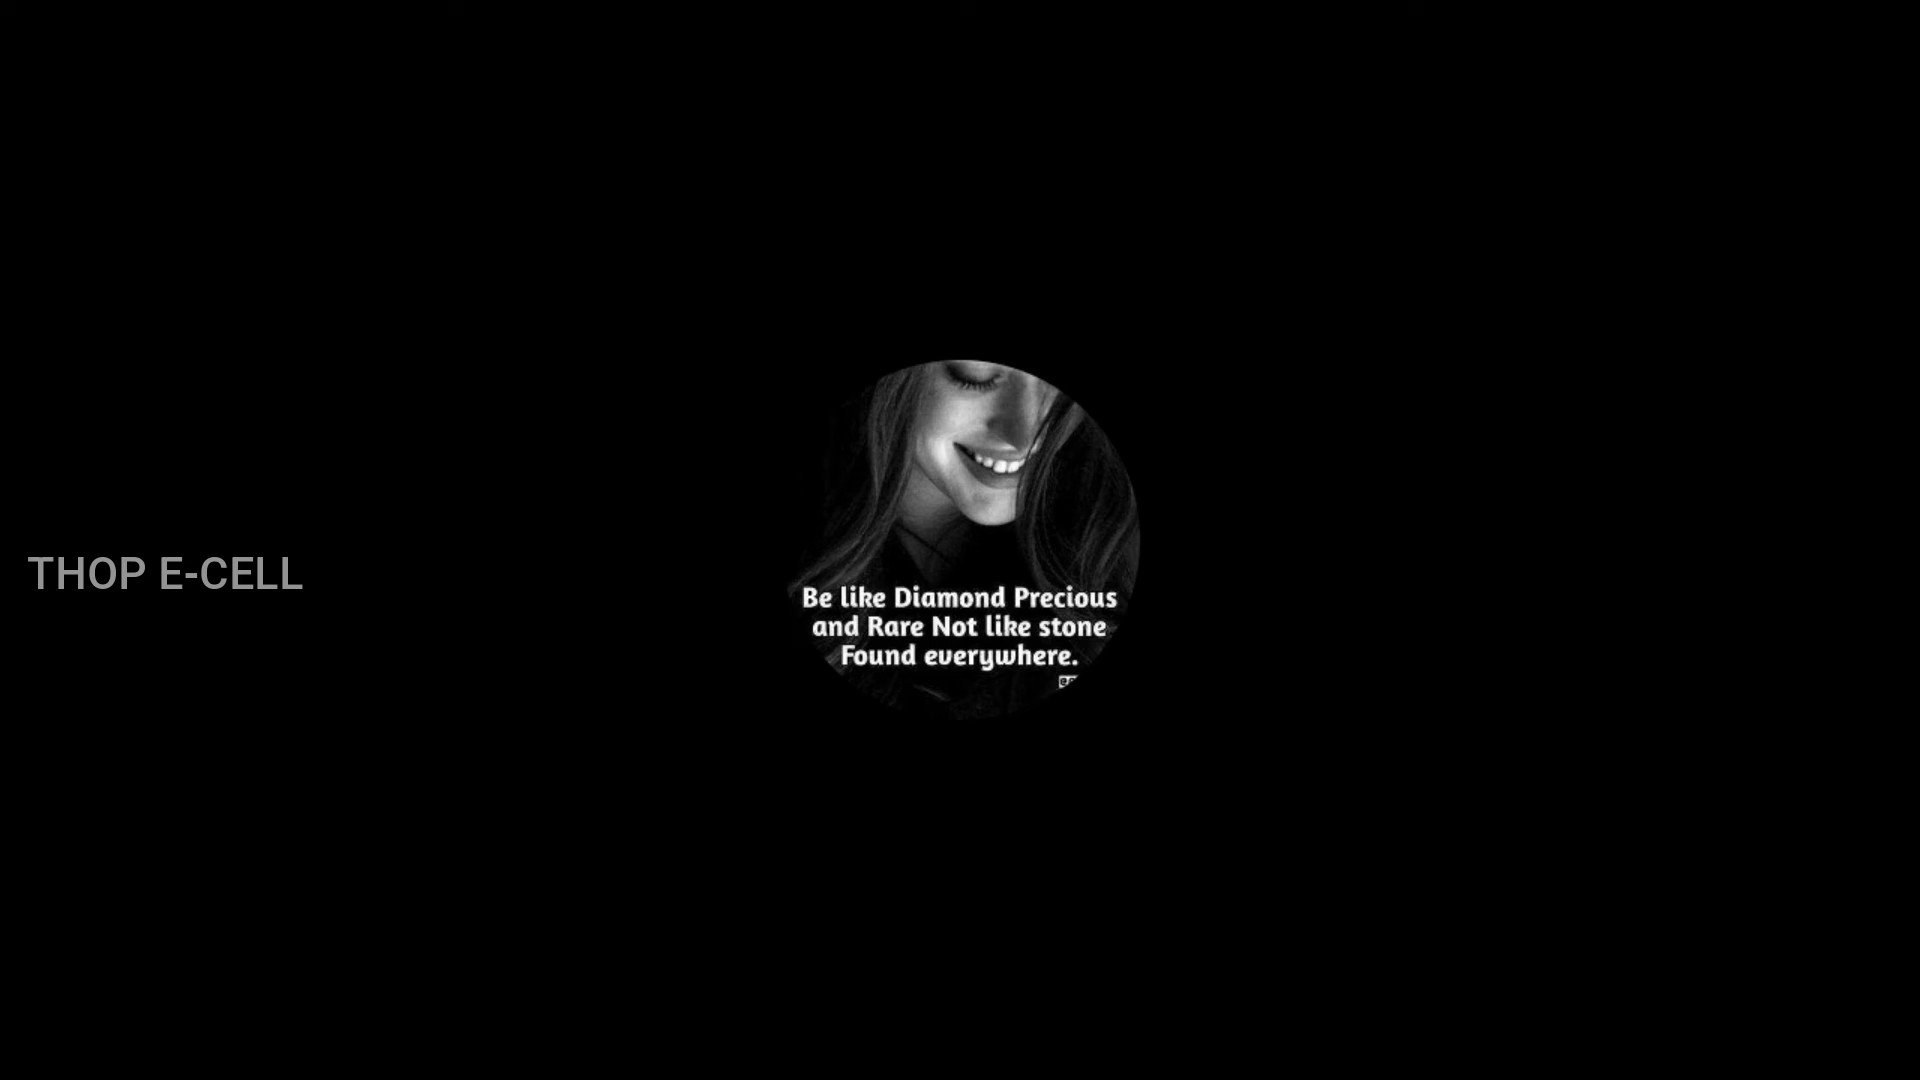 THOP E-CELL
Be like Diamond Precious
and Rare Not like stone
Found everywhere.